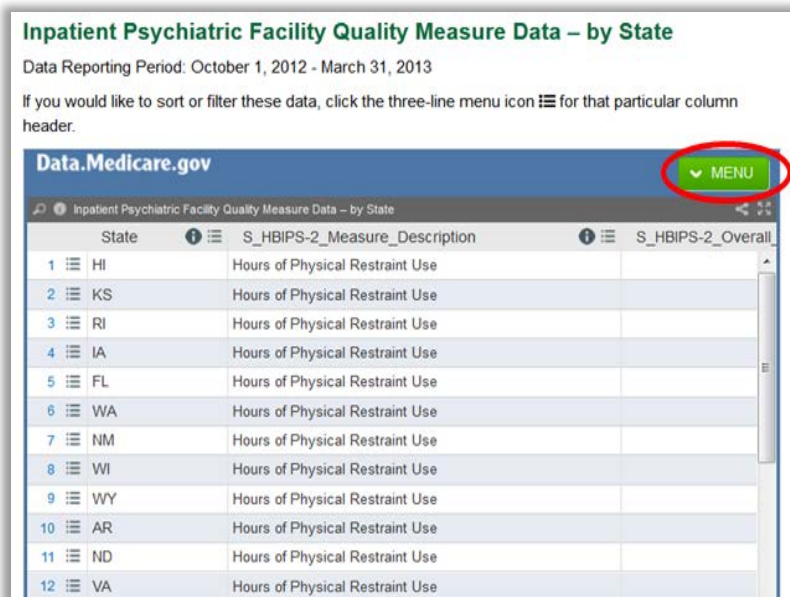 Inpatient Psychiatric Facility Quality Measure Data – by State
Data Reporting Period: October 1, 2012 - March 31, 2013
If you would like to sort or filter these data, click the three-line menu icon for that particular column
header.
Data.Medicare.gov
MENU
Inpatient Psychiatric Facility Quality Measure Data – by State
State S_HBIPS-2_Measure_Description S_HBIPS-2_Overall_
1 HI Hours of Physical Restraint Use
2 KS Hours of Physical Restraint Use
3 RI Hours of Physical Restraint Use
4 IA Hours of Physical Restraint Use
5 FL Hours of Physical Restraint Use
6 WA Hours of Physical Restraint Use
7 NM Hours of Physical Restraint Use
8 WI Hours of Physical Restraint Use
9 WY Hours of Physical Restraint Use
10 AR Hours of Physical Restraint Use
11 ND Hours of Physical Restraint Use
12 VA Hours of Physical Restraint Use